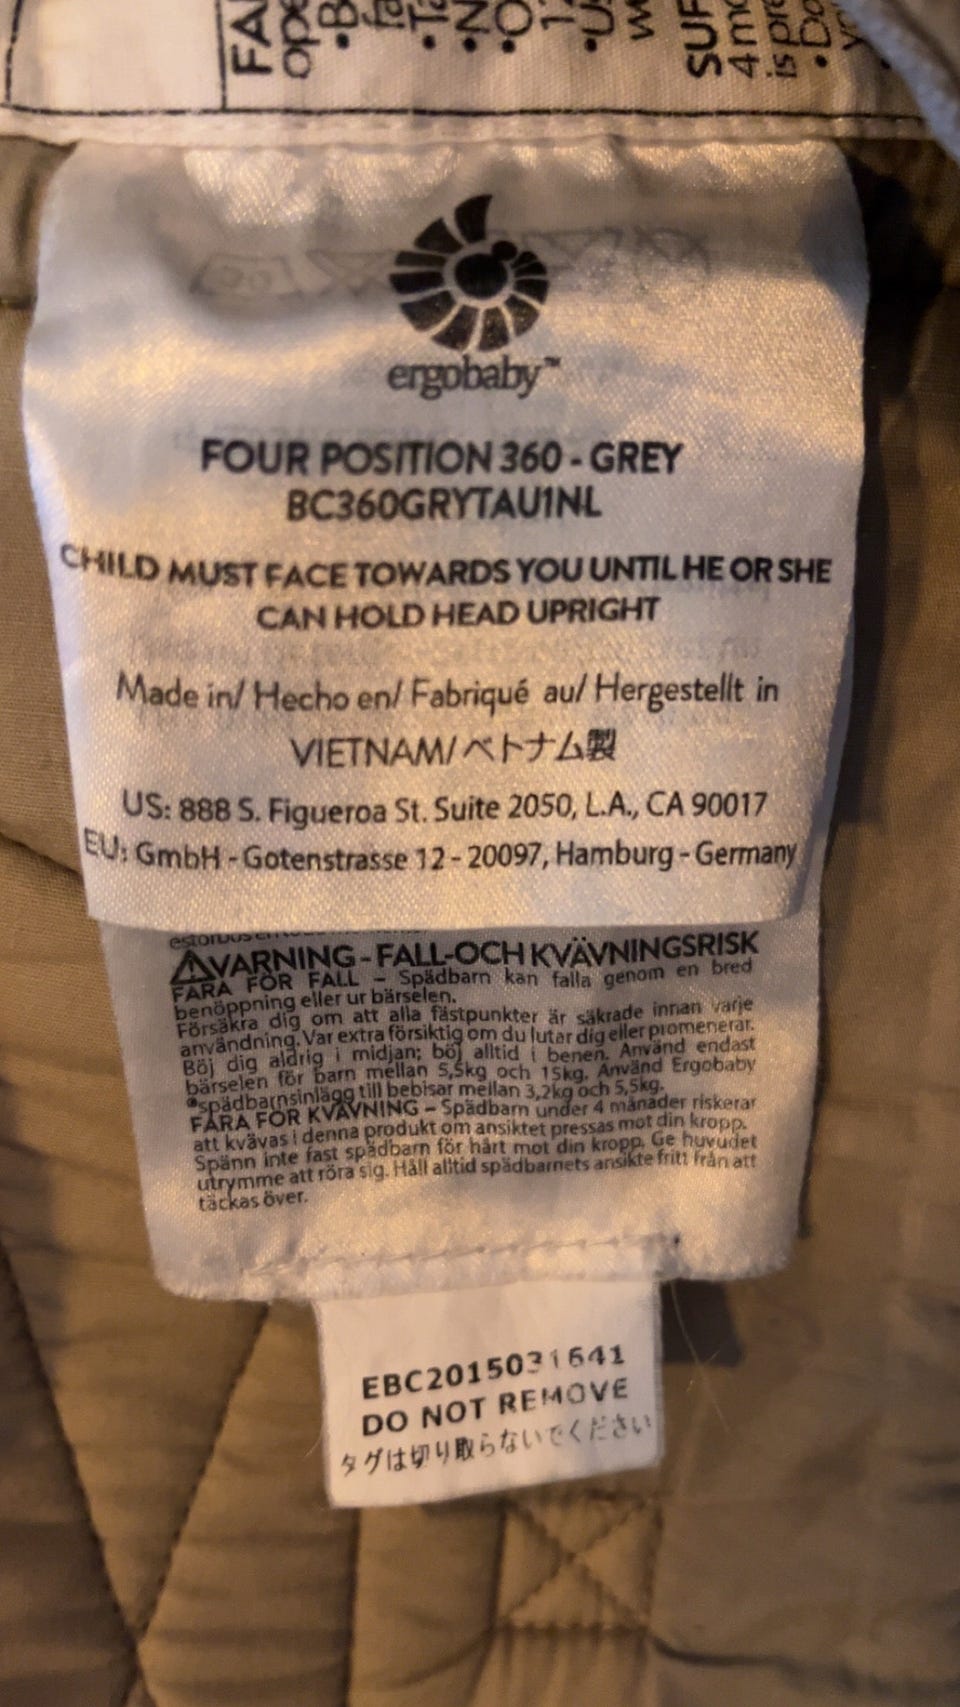 ergobaby™
FOUR POSITION 360 - GREY
BC360GRYTAU1NL
CHILD MUST FACE TOWARDS YOU UNTIL HE OR SHE
CAN HOLD HEAD UPRIGHT
Made in/ Hecho en/ Fabriqué au/ Hergestellt in
VIETNAM/ベトナム製
US: 888 S. Figueroa St. Suite 2050, L.A., CA 90017
EU: GmbH - Gotenstrasse 12 - 20097, Hamburg - Germany
⚠VARNING - FALL-OCH KVÄVNINGSRISK
FARA FÖR FALL – Spädbarn kan falla genom en bred
benöppning eller ur bärselen.
Försäkra dig om att alla fästpunkter är säkrade innan varje
användning. Var extra försiktig om du lutar dig eller promenerar.
Böj dig aldrig i midjan; böj alltid i benen. Använd endast
bärselen för barn mellan 5,5kg och 15kg. Använd Ergobaby
®spädbarnsinlägg till bebisar mellan 3,2kg och 5,5kg.
FARA FÖR KVÄVNING – Spädbarn under 4 månader riskerar
att kvävas i denna produkt om ansiktet pressas mot din kropp.
Spänn inte fast spädbarn för hårt mot din kropp. Ge huvudet
utrymme att röra sig. Håll alltid spädbarnets ansikte fritt från att
täckas över.
EBC2015031641
DO NOT REMOVE
タグは切り取らないでください